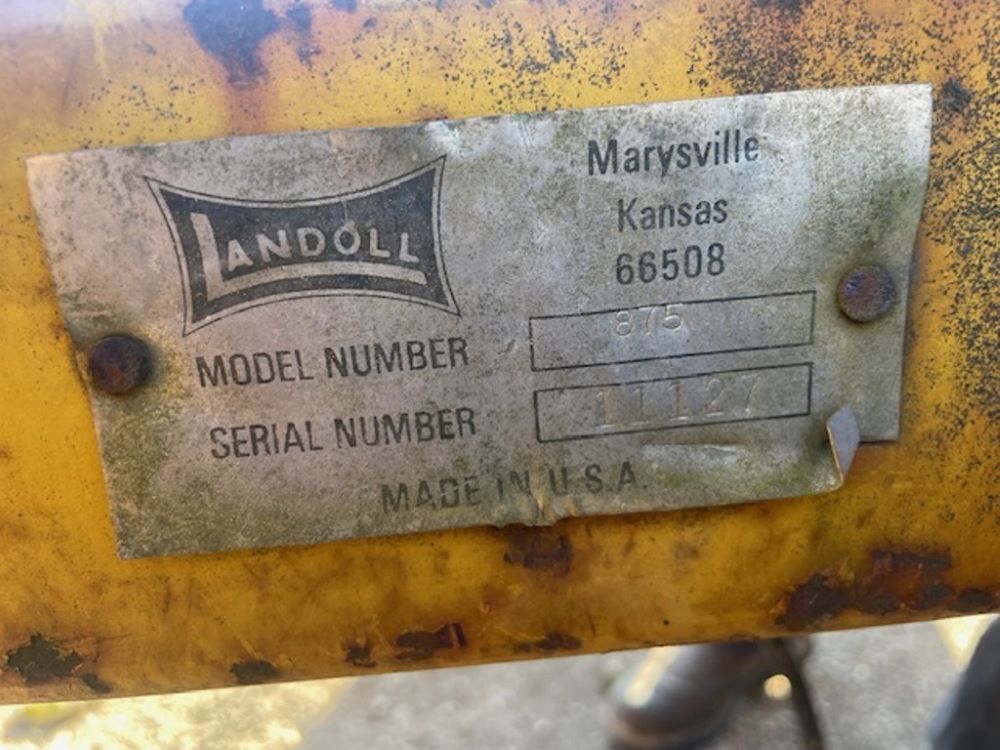 LANDOLL
Marysville
Kansas
66508
MODEL NUMBER 875
SERIAL NUMBER 11127
MADE IN U.S.A.